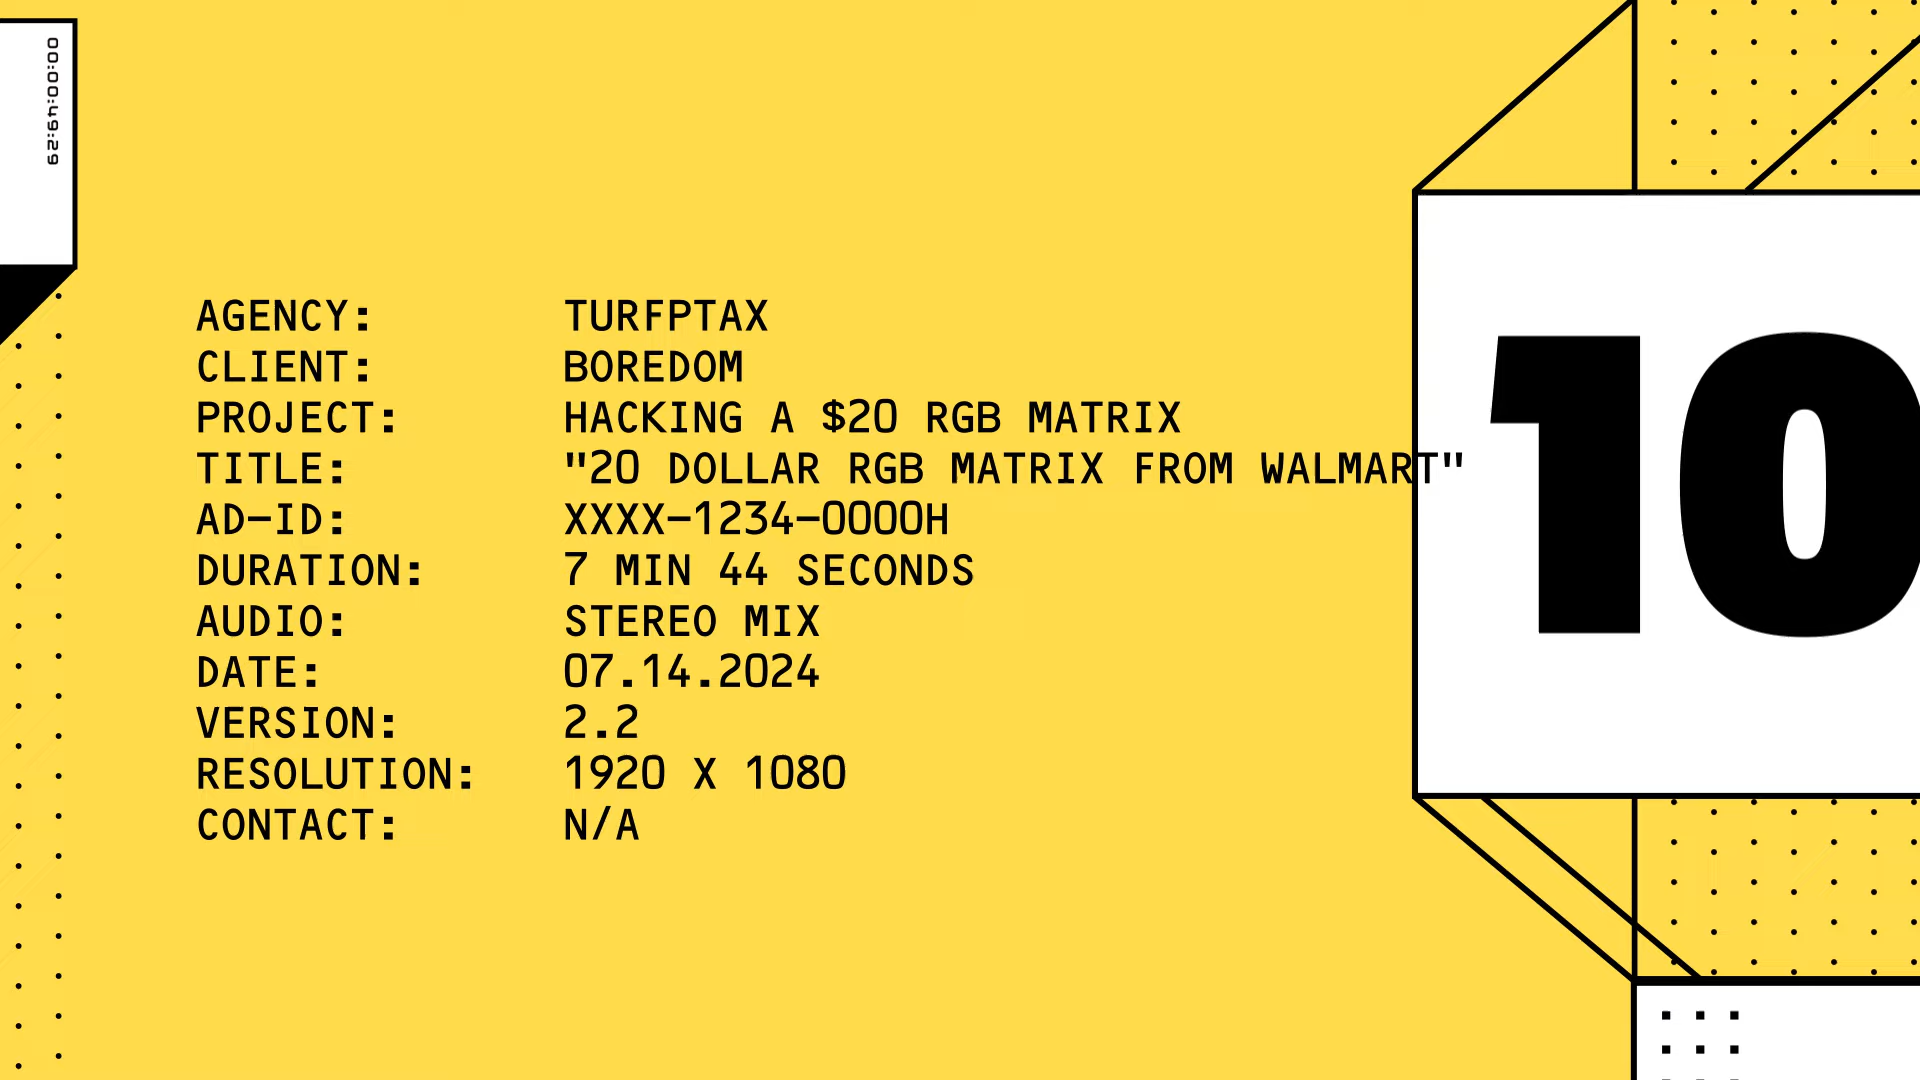 00:00:49:29
AGENCY: TURFPTAX
CLIENT: BOREDOM
PROJECT: HACKING A $20 RGB MATRIX
TITLE: "20 DOLLAR RGB MATRIX FROM WALMART"
AD-ID: XXXX-1234-0000H
DURATION: 7 MIN 44 SECONDS
AUDIO: STEREO MIX
DATE: 07.14.2024
VERSION: 2.2
RESOLUTION: 1920 X 1080
CONTACT: N/A
10